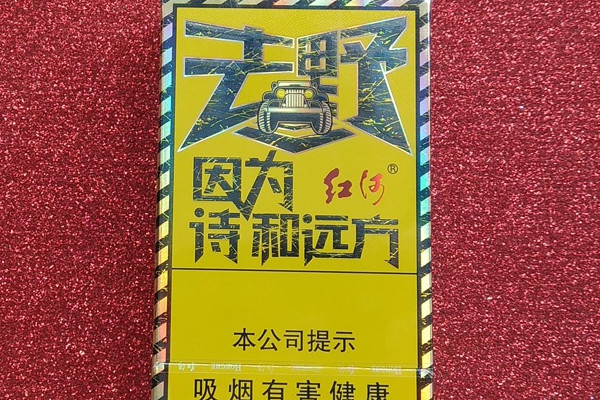 去野
因为
红河®
诗和远方
本公司提示
吸烟有害健康